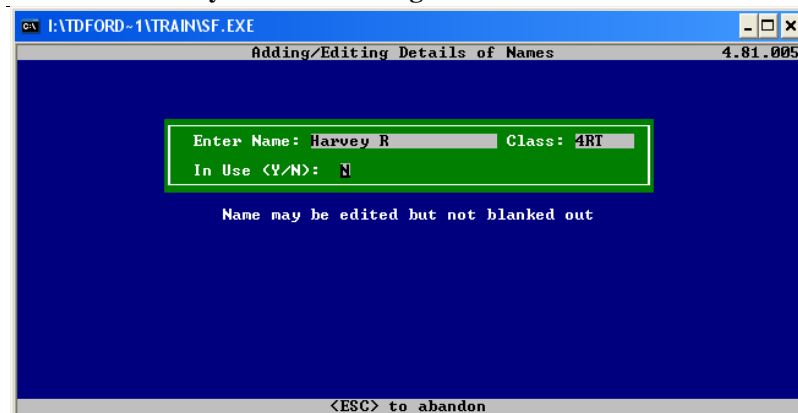 I:\TDFORD~1\TRAIN\SF.EXE
Adding/Editing Details of Names 4.81.005
Enter Name: Harvey R Class: 4RT
In Use (Y/N): N
Name may be edited but not blanked out
<ESC> to abandon